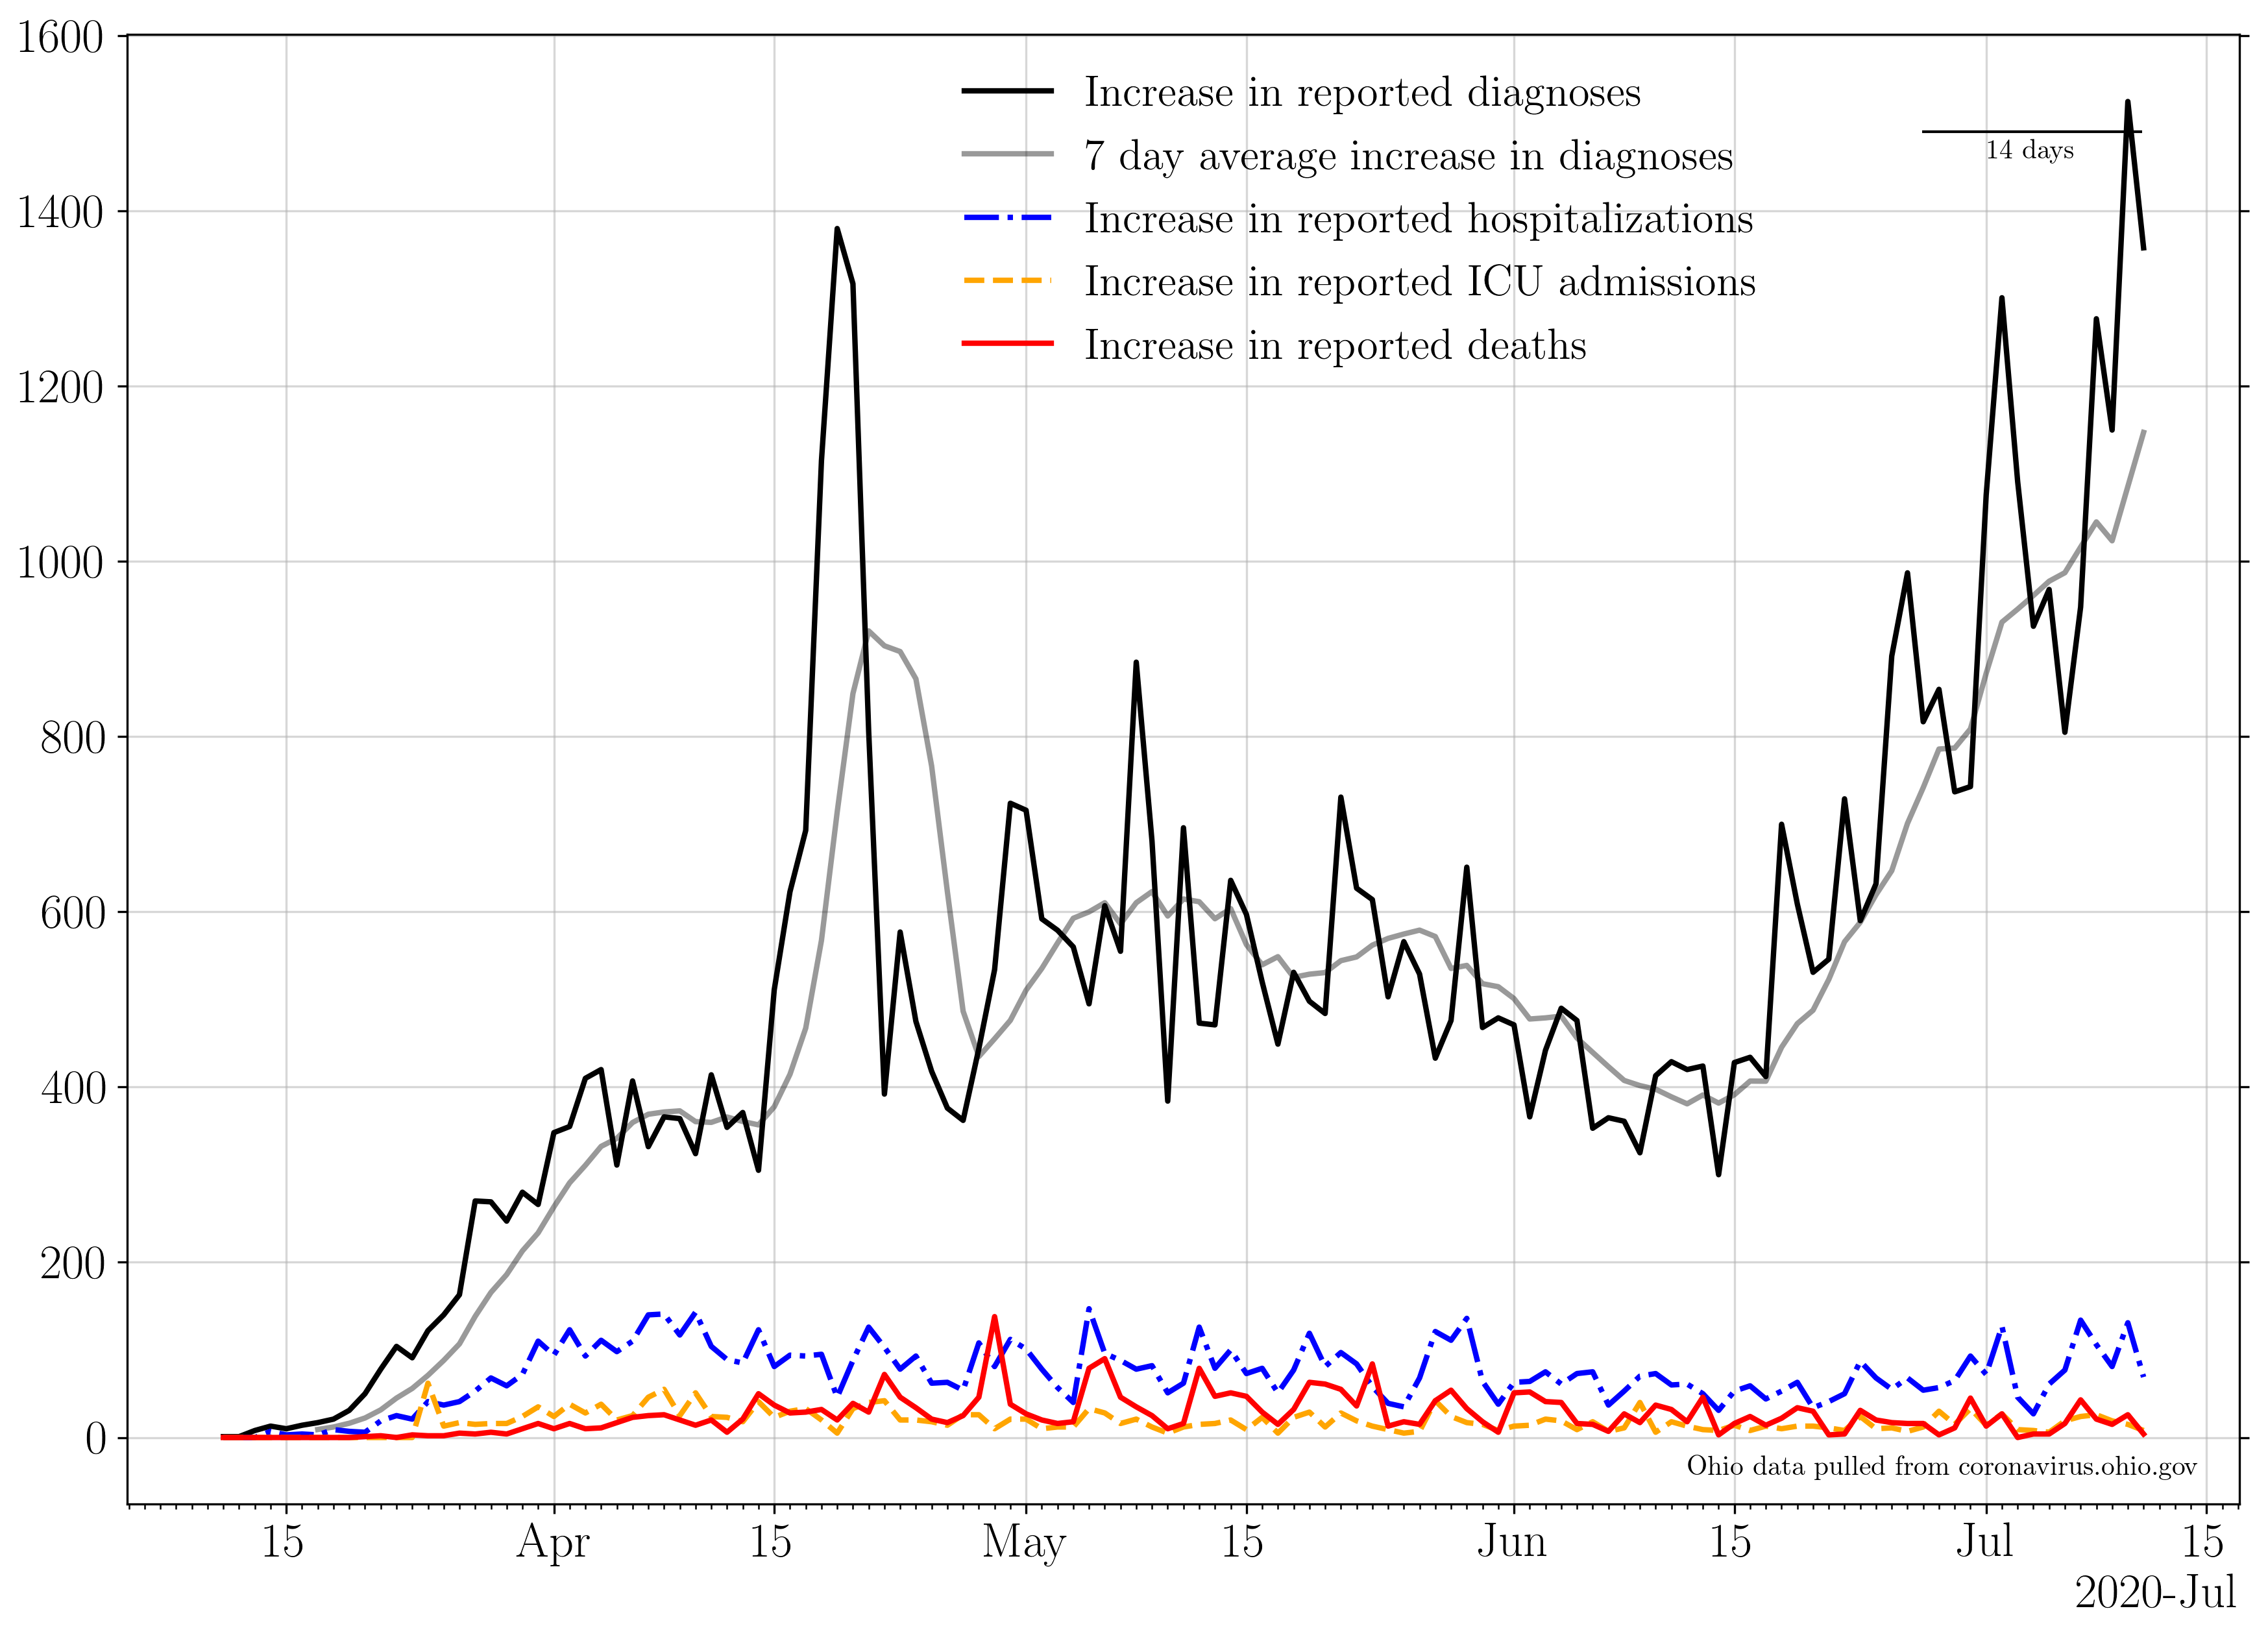 1600
1400
1200
1000
800
600
400
200
0
Increase in reported diagnoses
7 day average increase in diagnoses
Increase in reported hospitalizations
Increase in reported ICU admissions
Increase in reported deaths
14 days
Ohio data pulled from coronavirus.ohio.gov
15 Apr 15 May 15 Jun 15 Jul 15
2020-Jul